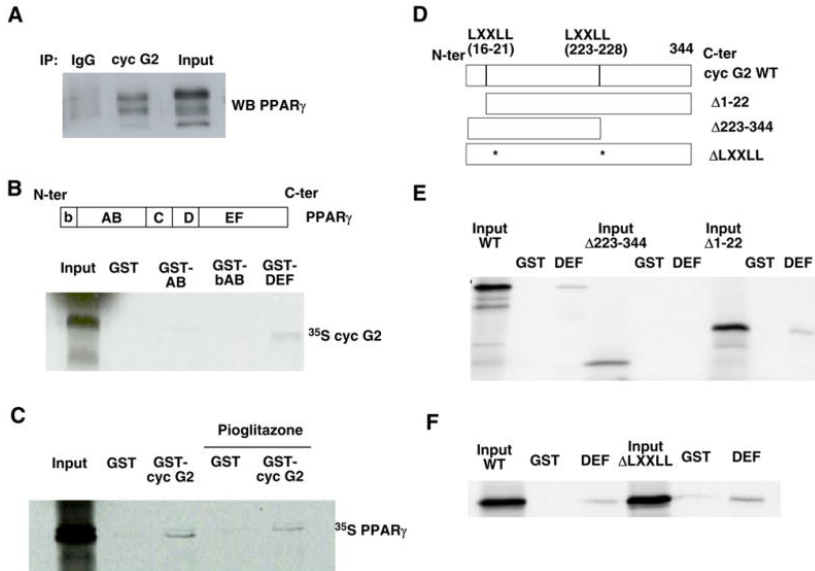 A
IP: IgG cyc G2 Input
WB PPARγ
B
N-ter C-ter
b AB C D EF PPARγ
Input GST GST-AB GST-bAB GST-DEF
³⁵S cyc G2
C
Pioglitazone
Input GST GST-cyc G2 GST GST-cyc G2
³⁵S PPARγ
D
LXXLL LXXLL
N-ter (16-21) (223-228) 344 C-ter
cyc G2 WT
Δ1-22
Δ223-344
ΔLXXLL
* *
E
Input WT Input Δ223-344 Input Δ1-22
GST DEF GST DEF GST DEF
F
Input WT GST DEF Input ΔLXXLL GST DEF